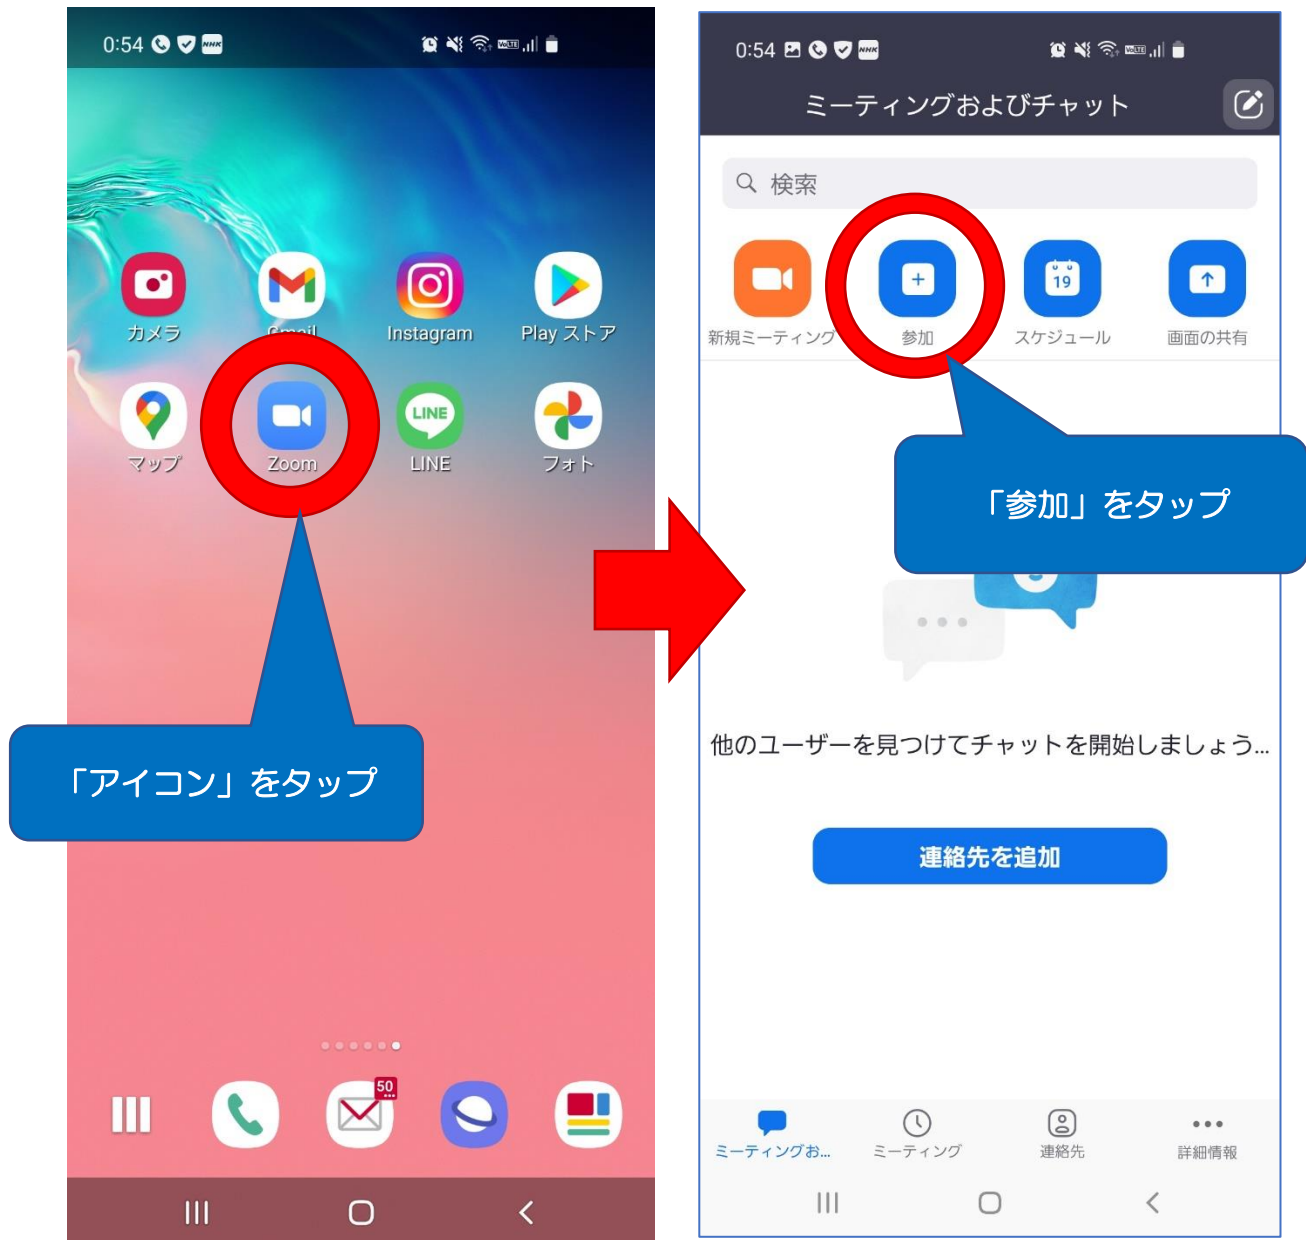 0:54
NHK
VoLTE
カメラ
Gmail
Instagram
Play ストア
マップ
Zoom
LINE
LINE
フォト
「アイコン」をタップ
50
0:54
NHK
VoLTE
ミーティングおよびチャット
検索
19
新規ミーティング
参加
スケジュール
画面の共有
「参加」をタップ
他のユーザーを見つけてチャットを開始しましょう...
連絡先を追加
ミーティングお...
ミーティング
連絡先
詳細情報